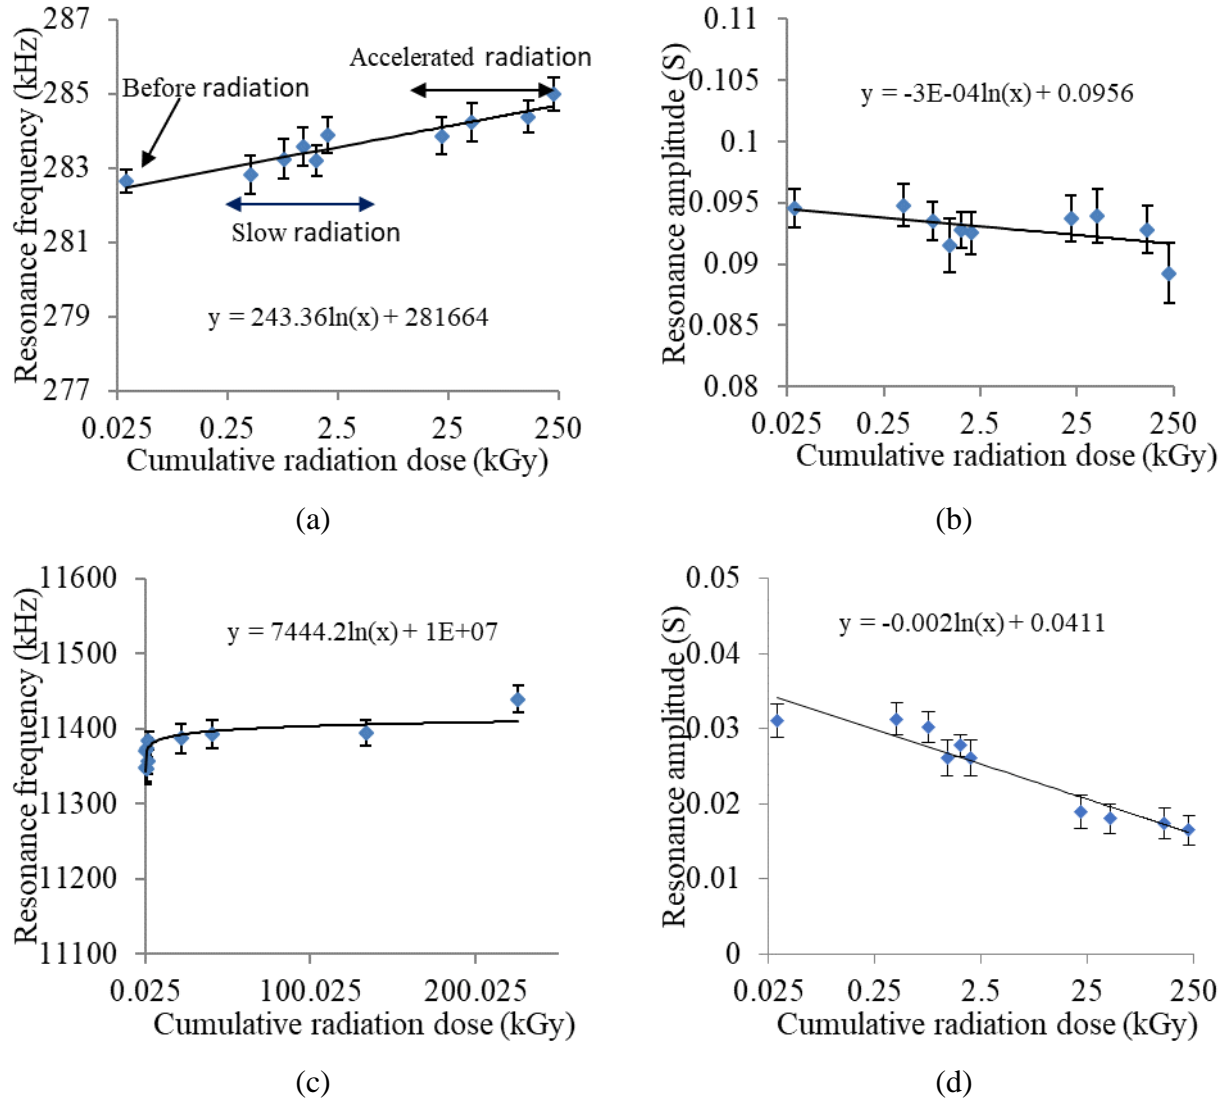 Resonance frequency (kHz)
287
285
283
281
279
277
Before radiation
Accelerated radiation
Slow radiation
y = 243.36ln(x) + 281664
0.025 0.25 2.5 25 250
Cumulative radiation dose (kGy)
(a)
Resonance amplitude (S)
0.11
0.105
0.1
0.095
0.09
0.085
0.08
y = -3E-04ln(x) + 0.0956
0.025 0.25 2.5 25 250
Cumulative radiation dose (kGy)
(b)
Resonance frequency (kHz)
11600
11500
11400
11300
11200
11100
y = 7444.2ln(x) + 1E+07
0.025 100.025 200.025
Cumulative radiation dose (kGy)
(c)
Resonance amplitude (S)
0.05
0.04
0.03
0.02
0.01
0
y = -0.002ln(x) + 0.0411
0.025 0.25 2.5 25 250
Cumulative radiation dose (kGy)
(d)